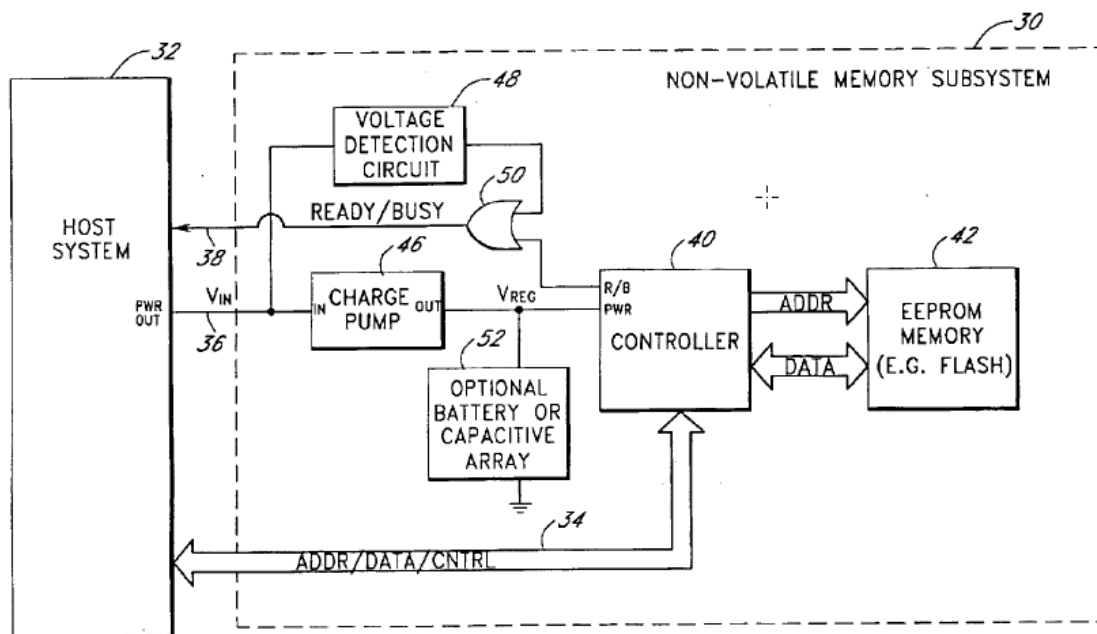 32
30
NON-VOLATILE MEMORY SUBSYSTEM
48
VOLTAGE
DETECTION
CIRCUIT
50
READY/BUSY
38
HOST
SYSTEM
46
40
42
PWR
OUT
VIN
36
IN
CHARGE
PUMP
OUT
VREG
R/B
PWR
CONTROLLER
ADDR
DATA
EEPROM
MEMORY
(E.G. FLASH)
52
OPTIONAL
BATTERY OR
CAPACITIVE
ARRAY
34
ADDR/DATA/CNTRL